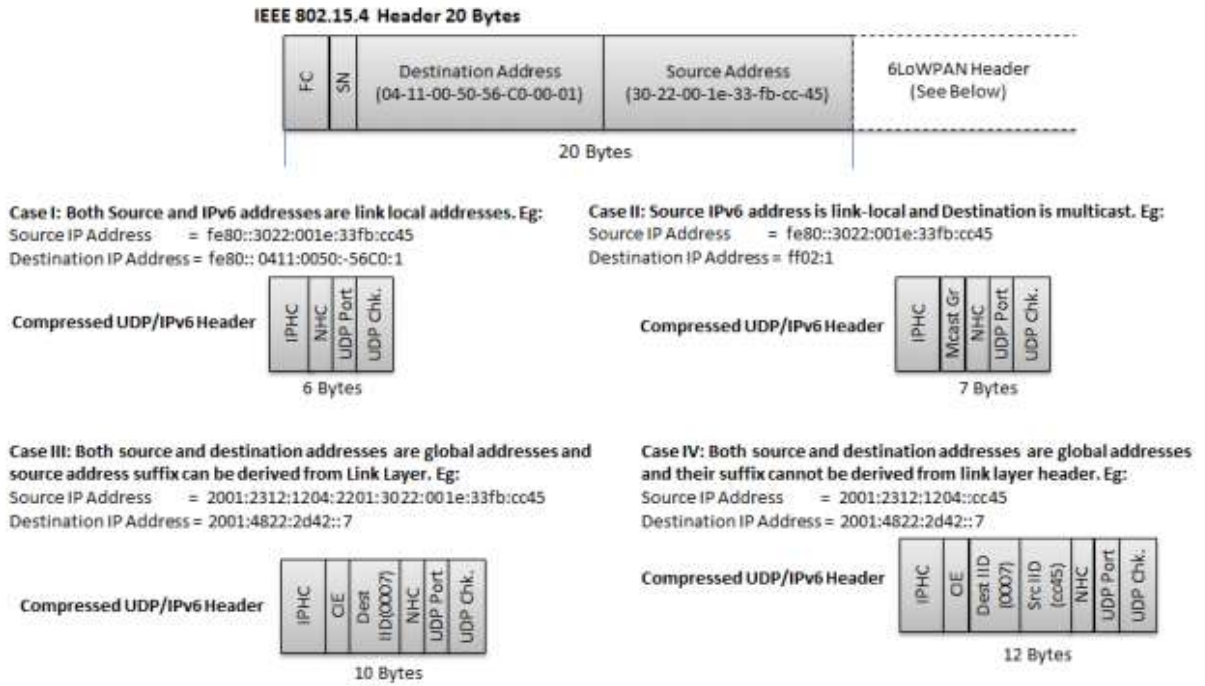 IEEE 802.15.4 Header 20 Bytes
FC
SN
Destination Address
(04-11-00-50-56-C0-00-01)
Source Address
(30-22-00-1e-33-fb-cc-45)
6LoWPAN Header
(See Below)
20 Bytes
Case I: Both Source and IPv6 addresses are link local addresses. Eg:
Source IP Address = fe80::3022:001e:33fb:cc45
Destination IP Address = fe80:: 0411:0050:-56C0:1
Compressed UDP/IPv6 Header
IPHC
NHC
UDP Port
UDP Chk.
6 Bytes
Case II: Source IPv6 address is link-local and Destination is multicast. Eg:
Source IP Address = fe80::3022:001e:33fb:cc45
Destination IP Address = ff02:1
Compressed UDP/IPv6 Header
IPHC
Mcast Gr
NHC
UDP Port
UDP Chk.
7 Bytes
Case III: Both source and destination addresses are global addresses and
source address suffix can be derived from Link Layer. Eg:
Source IP Address = 2001:2312:1204:2201:3022:001e:33fb:cc45
Destination IP Address = 2001:4822:2d42::7
Compressed UDP/IPv6 Header
IPHC
CIE
Dest
IID(0007)
NHC
UDP Port
UDP Chk.
10 Bytes
Case IV: Both source and destination addresses are global addresses
and their suffix cannot be derived from link layer header. Eg:
Source IP Address = 2001:2312:1204::cc45
Destination IP Address = 2001:4822:2d42::7
Compressed UDP/IPv6 Header
IPHC
CIE
Dest IID
(0007)
Src IID
(cc45)
NHC
UDP Port
UDP Chk.
12 Bytes